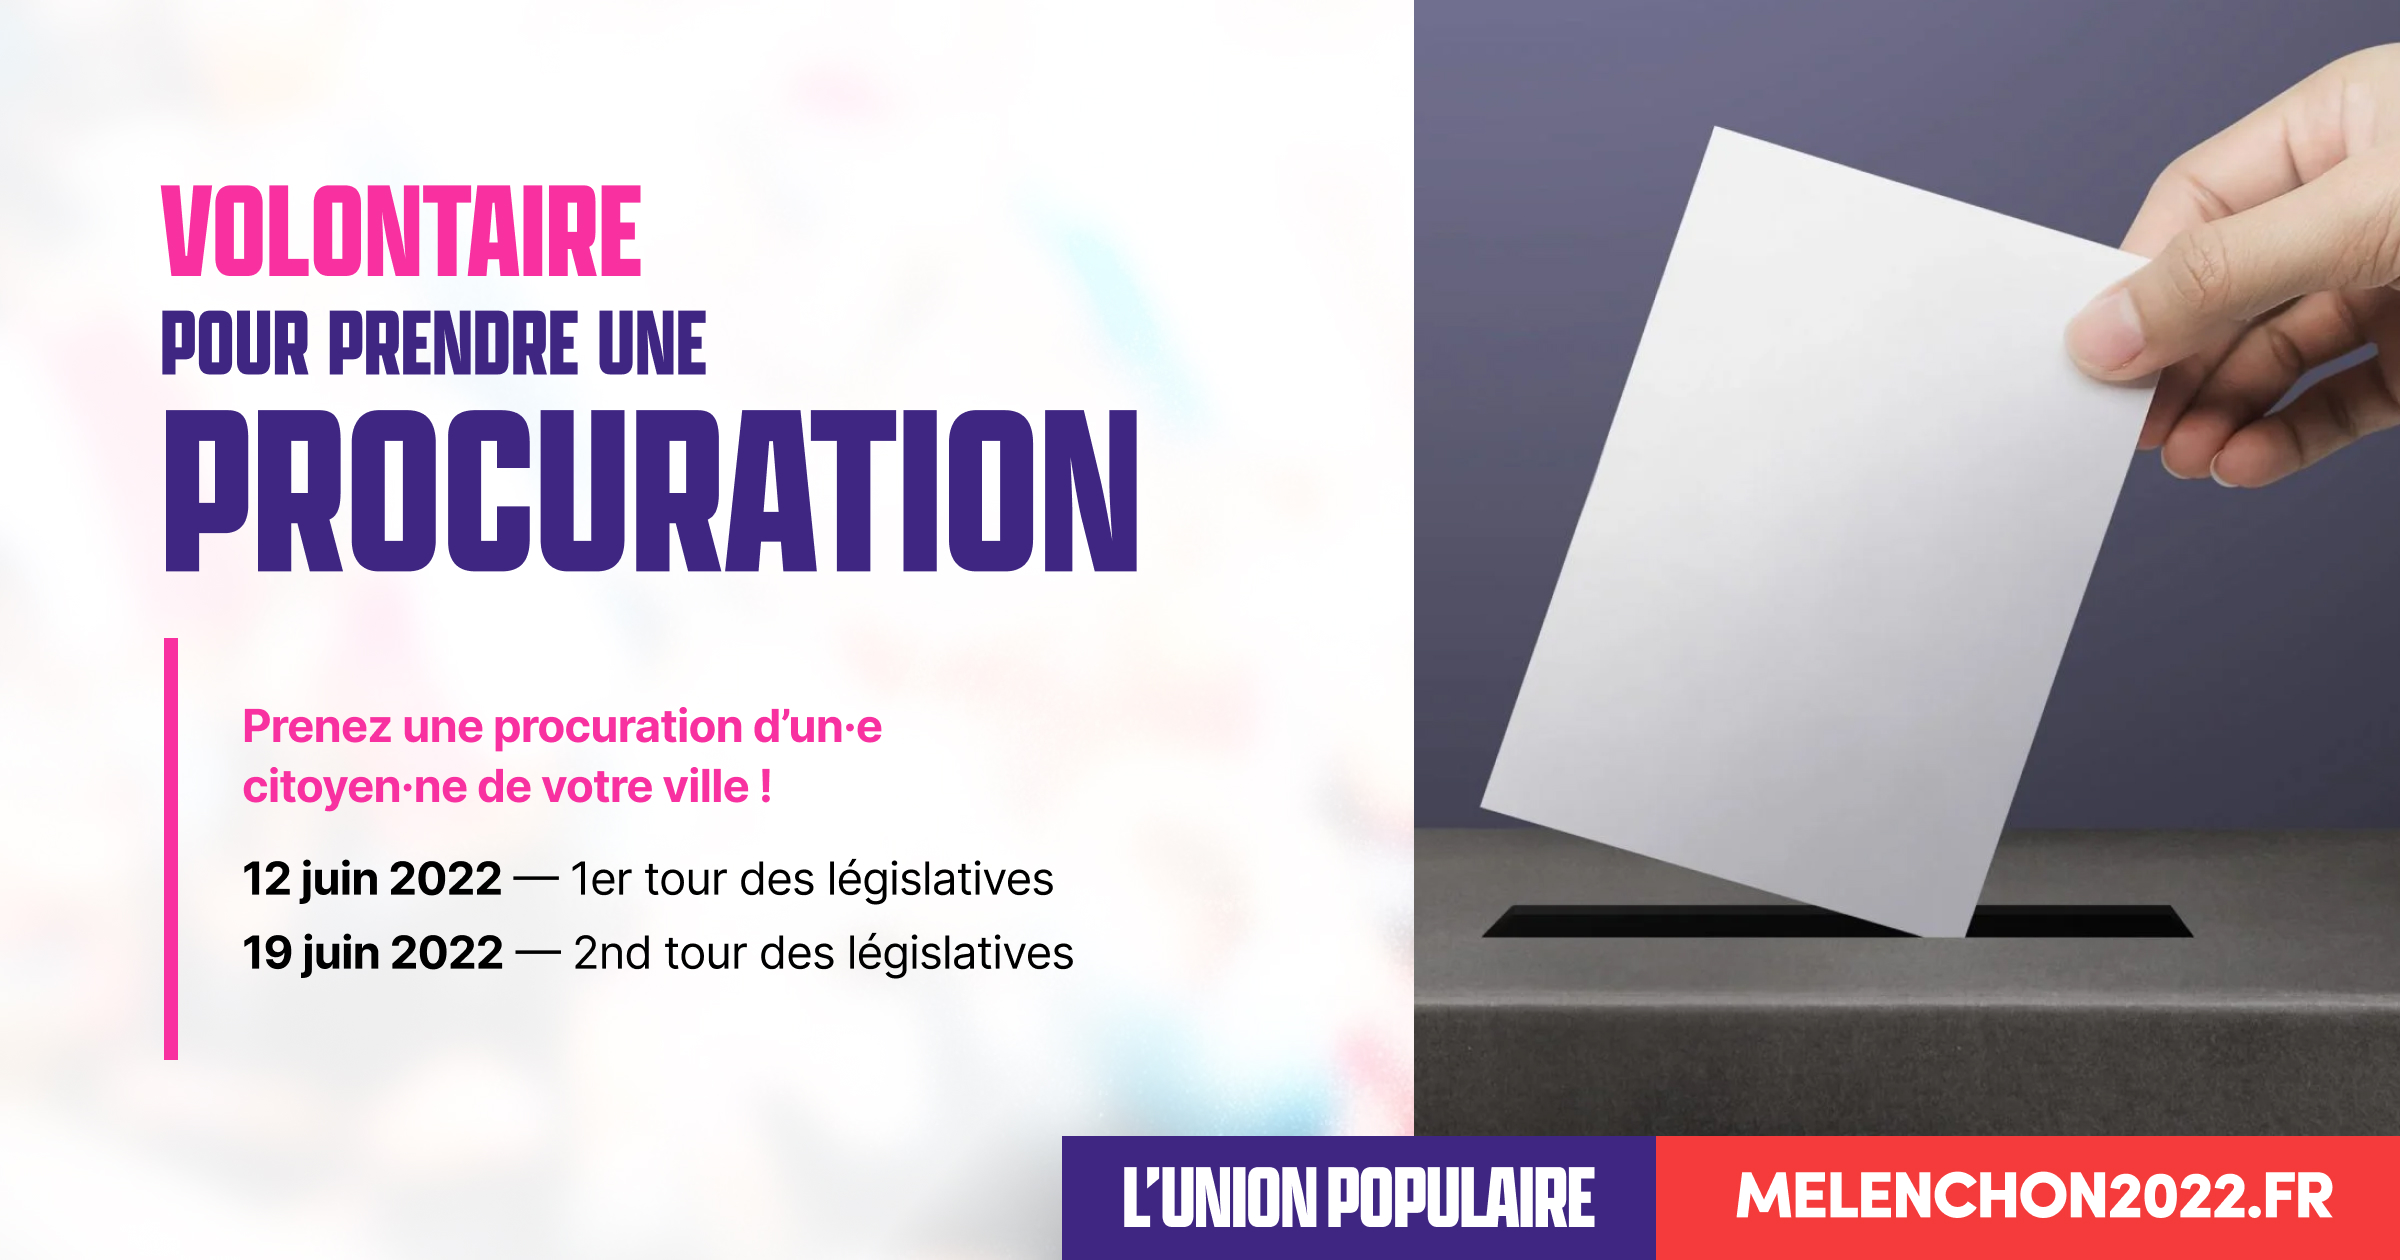 VOLONTAIRE
POUR PRENDRE UNE
PROCURATION
Prenez une procuration d’un·e
citoyen·ne de votre ville !
12 juin 2022 — 1er tour des législatives
19 juin 2022 — 2nd tour des législatives
L’UNION POPULAIRE
MELENCHON2022.FR